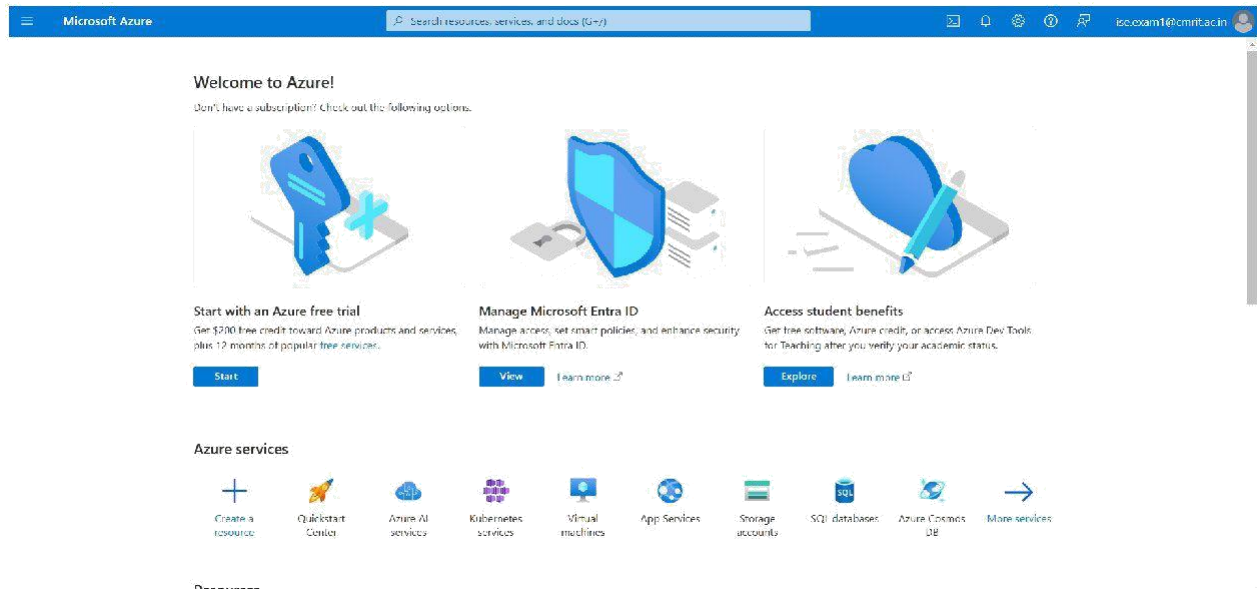 Microsoft Azure
Search resources, services, and docs (G+/)
ise.exam1@cmrit.ac.in
Welcome to Azure!
Don't have a subscription? Check out the following options.
Start with an Azure free trial
Get $200 free credit toward Azure products and services,
plus 12 months of popular free services.
Start
Manage Microsoft Entra ID
Manage access, set smart policies, and enhance security
with Microsoft Entra ID.
View
Learn more
Access student benefits
Get free software, Azure credit, or access Azure Dev Tools
for Teaching after you verify your academic status.
Explore
Learn more
Azure services
Create a
resource
Quickstart
Center
Azure AI
services
Kubernetes
services
Virtual
machines
App Services
Storage
accounts
SQL
SQL databases
Azure Cosmos
DB
More services